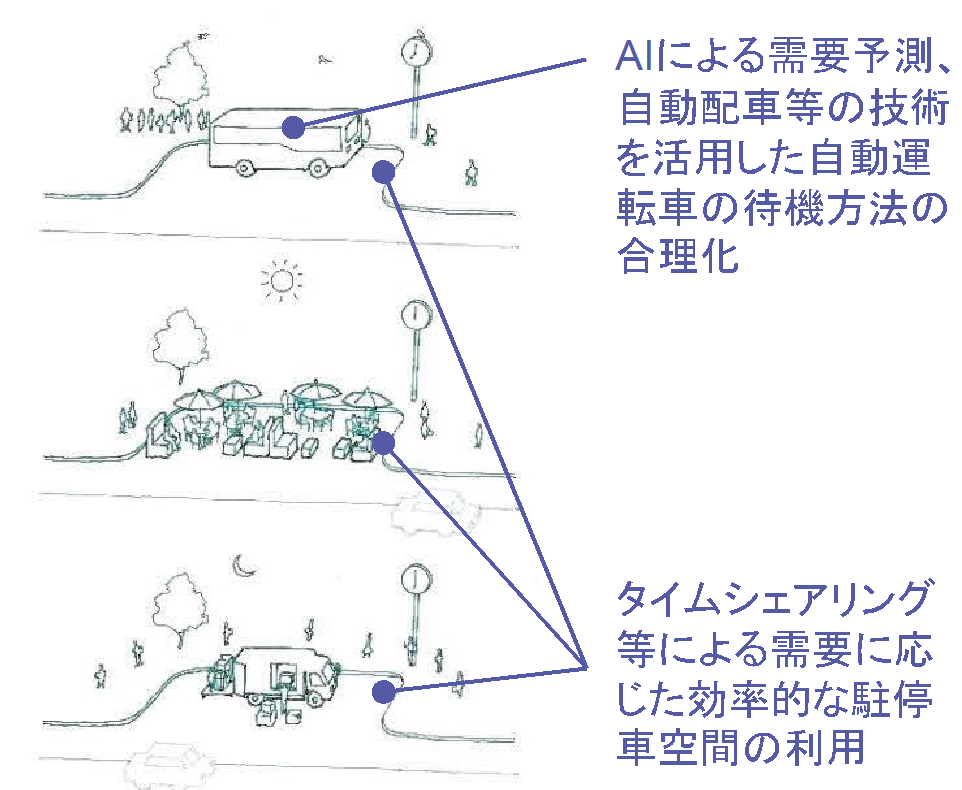 AIによる需要予測、
自動配車等の技術
を活用した自動運
転車の待機方法の
合理化
タイムシェアリング
等による需要に応
じた効率的な駐停
車空間の利用